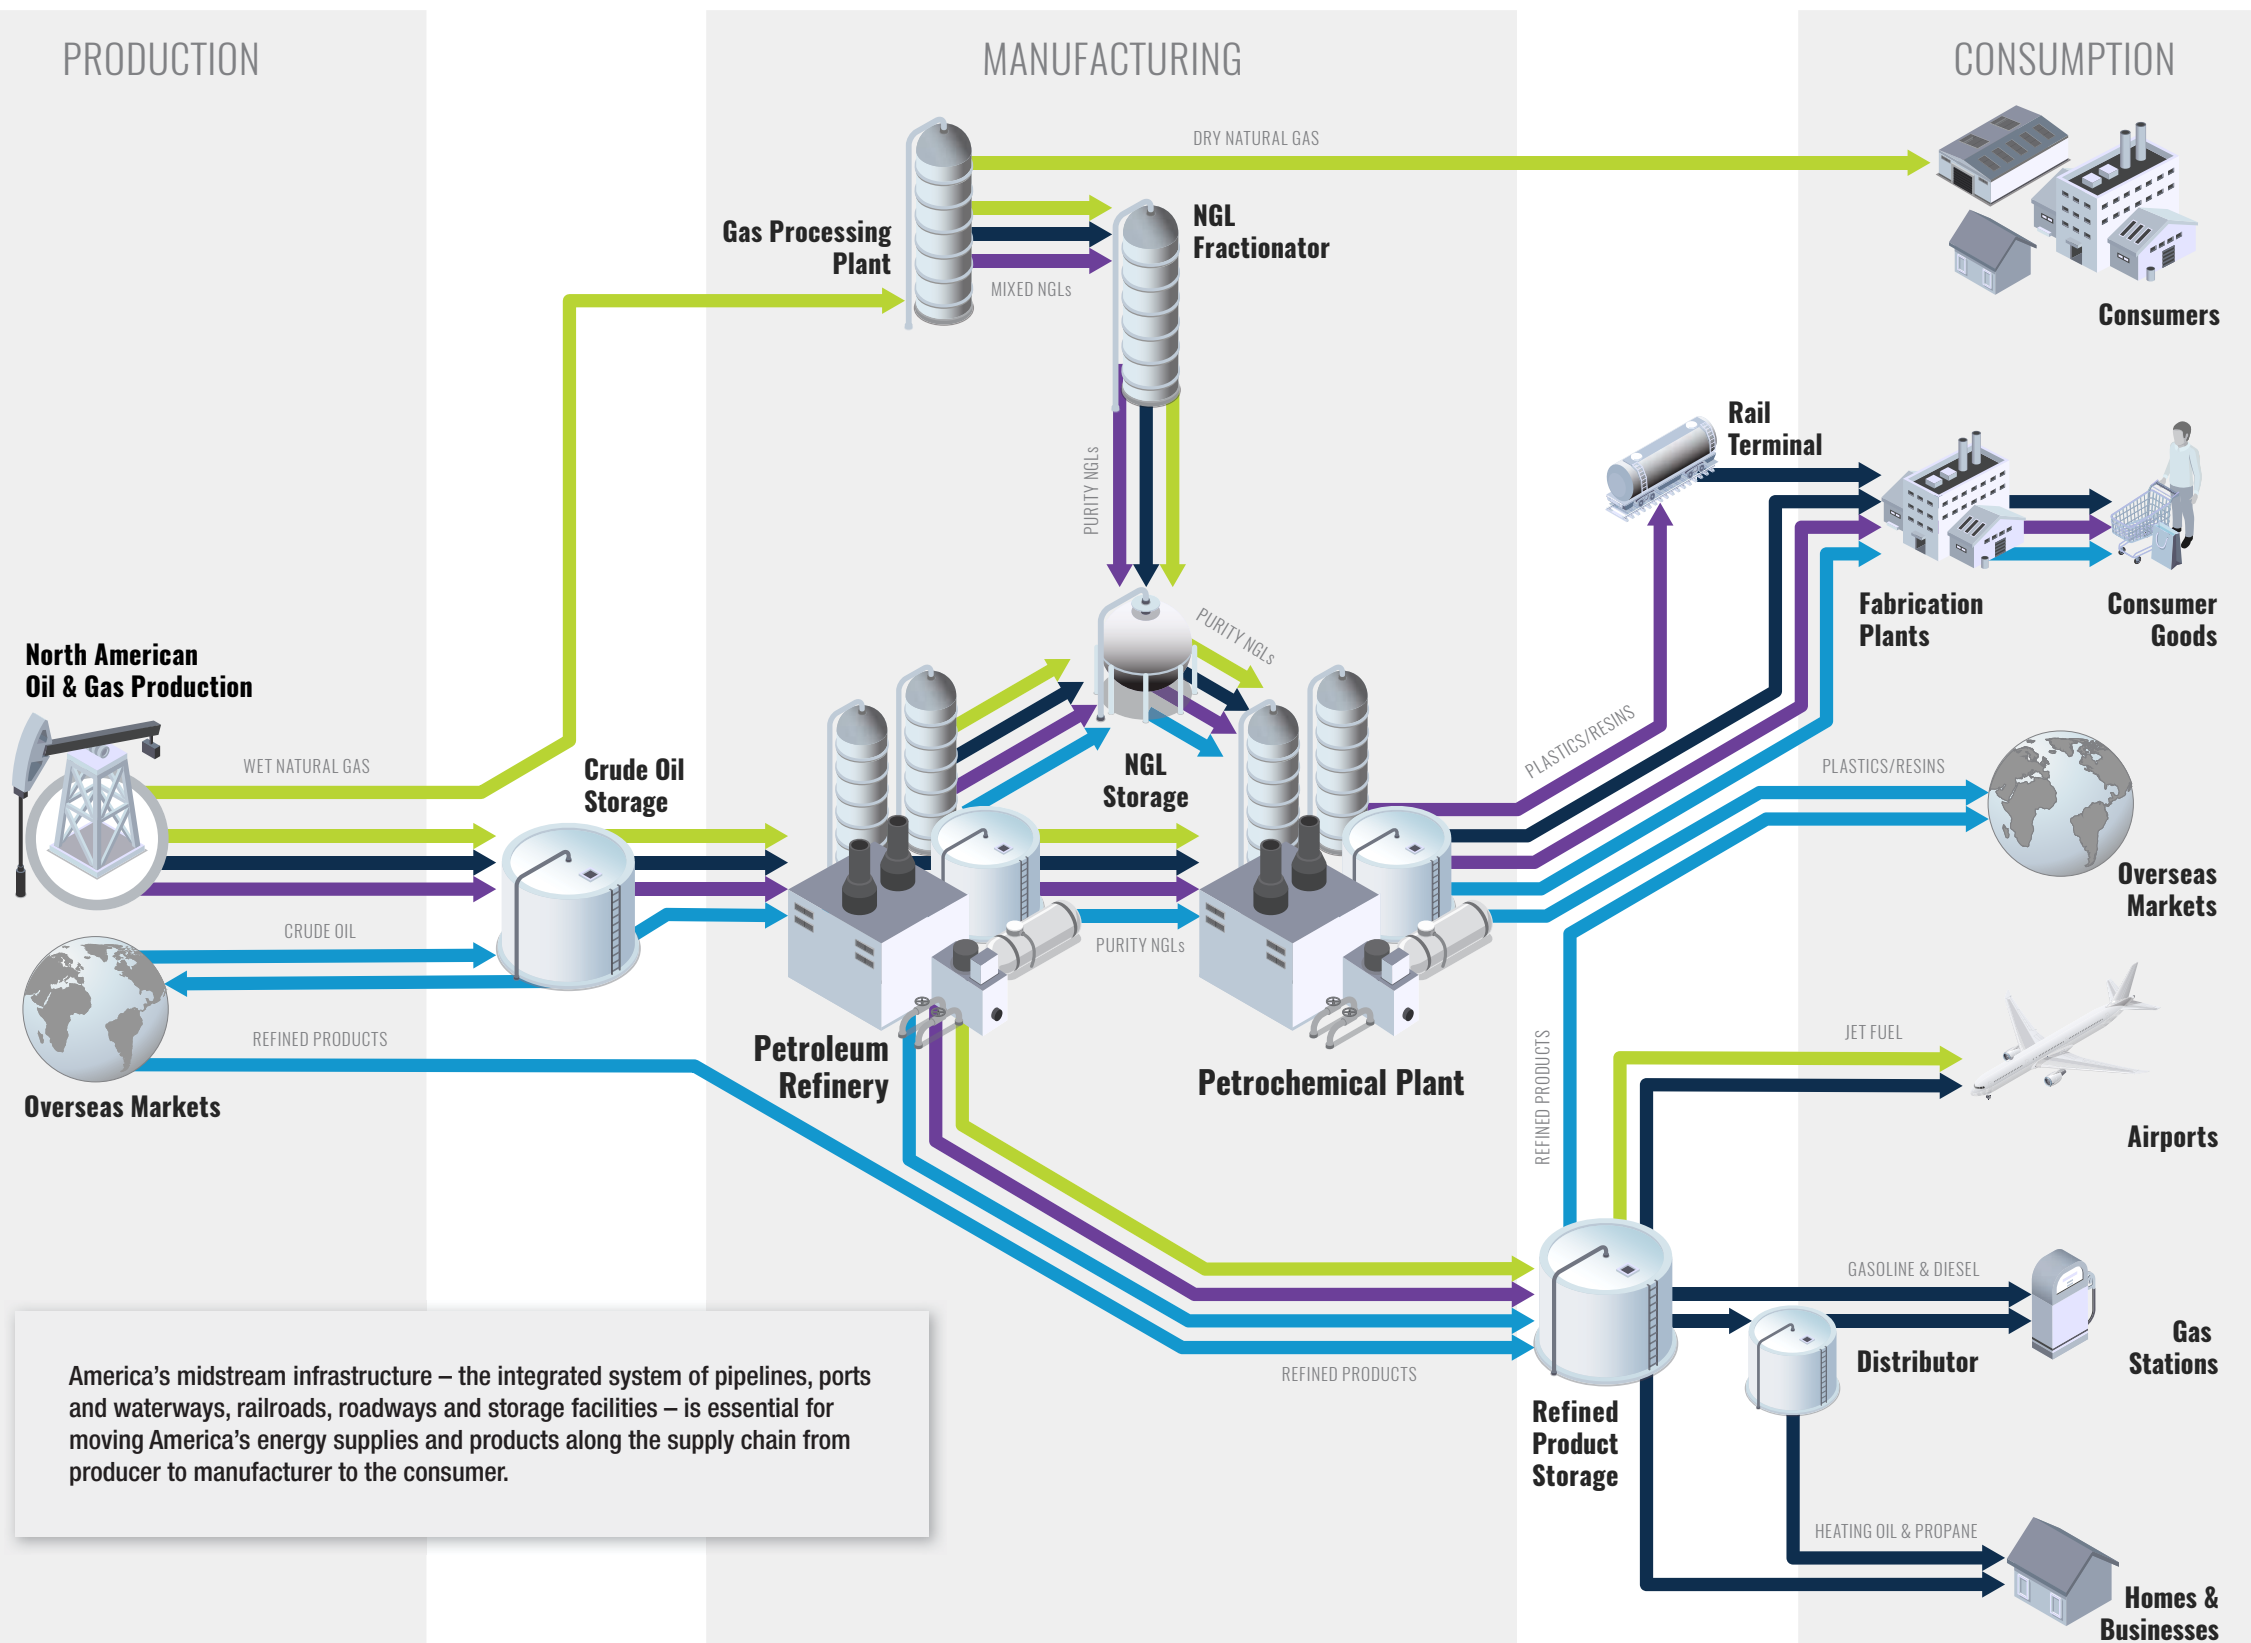 PRODUCTION
MANUFACTURING
CONSUMPTION
DRY NATURAL GAS
Gas Processing
Plant
NGL
Fractionator
MIXED NGLs
Consumers
Rail
Terminal
PURITY NGLs
Fabrication
Plants
Consumer
Goods
PURITY NGLs
North American
Oil & Gas Production
WET NATURAL GAS
Crude Oil
Storage
NGL
Storage
PLASTICS/RESINS
PLASTICS/RESINS
Overseas
Markets
CRUDE OIL
PURITY NGLs
REFINED PRODUCTS
Overseas Markets
Petroleum
Refinery
Petrochemical Plant
REFINED PRODUCTS
JET FUEL
Airports
GASOLINE & DIESEL
Gas
Stations
Distributor
REFINED PRODUCTS
Refined
Product
Storage
HEATING OIL & PROPANE
Homes &
Businesses
America's midstream infrastructure – the integrated system of pipelines, ports
and waterways, railroads, roadways and storage facilities – is essential for
moving America's energy supplies and products along the supply chain from
producer to manufacturer to the consumer.